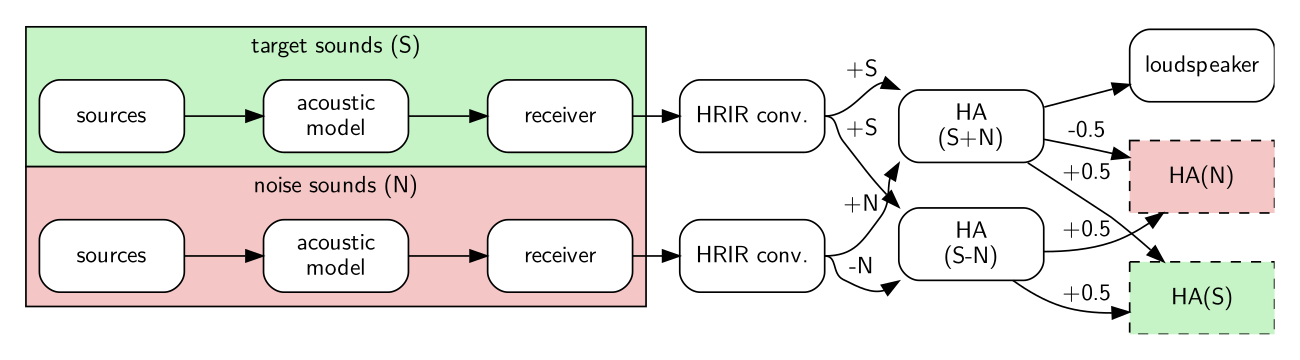 target sounds (S)
sources
acoustic
model
receiver
noise sounds (N)
sources
acoustic
model
receiver
HRIR conv.
HRIR conv.
+S
+S
+N
-N
HA
(S+N)
HA
(S-N)
-0.5
+0.5
+0.5
+0.5
loudspeaker
HA(N)
HA(S)